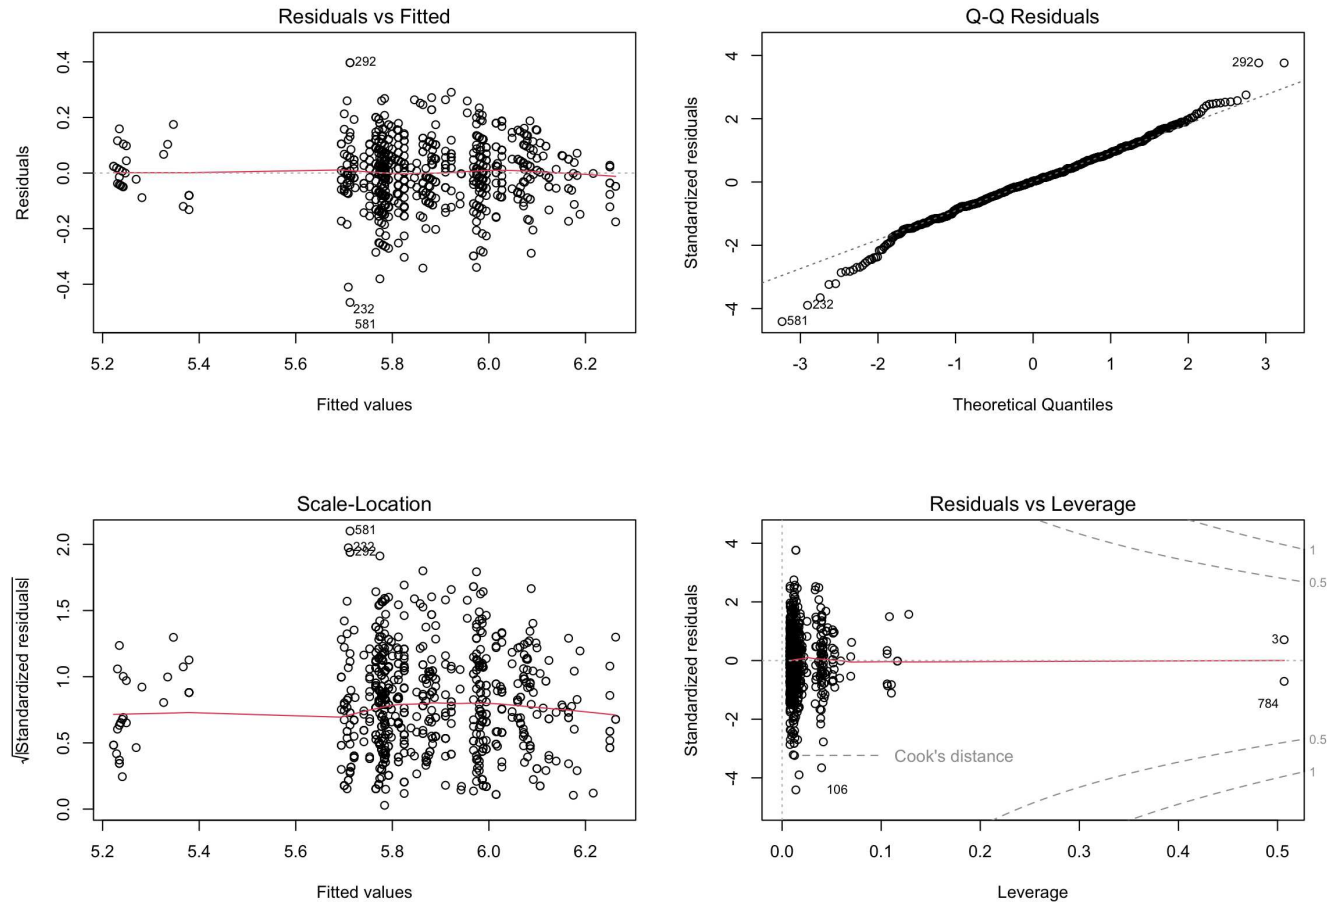 Residuals vs Fitted
Residuals
0.4
0.2
0.0
-0.2
-0.4
292
232
581
5.2 5.4 5.6 5.8 6.0 6.2
Fitted values
Q-Q Residuals
Standardized residuals
4
2
0
-2
-4
292
232
581
-3 -2 -1 0 1 2 3
Theoretical Quantiles
Scale-Location
√|Standardized residuals|
2.0
1.5
1.0
0.5
0.0
581
232
292
5.2 5.4 5.6 5.8 6.0 6.2
Fitted values
Residuals vs Leverage
Standardized residuals
4
2
0
-2
-4
1
0.5
3
784
0.5
1
Cook's distance
106
0.0 0.1 0.2 0.3 0.4 0.5
Leverage